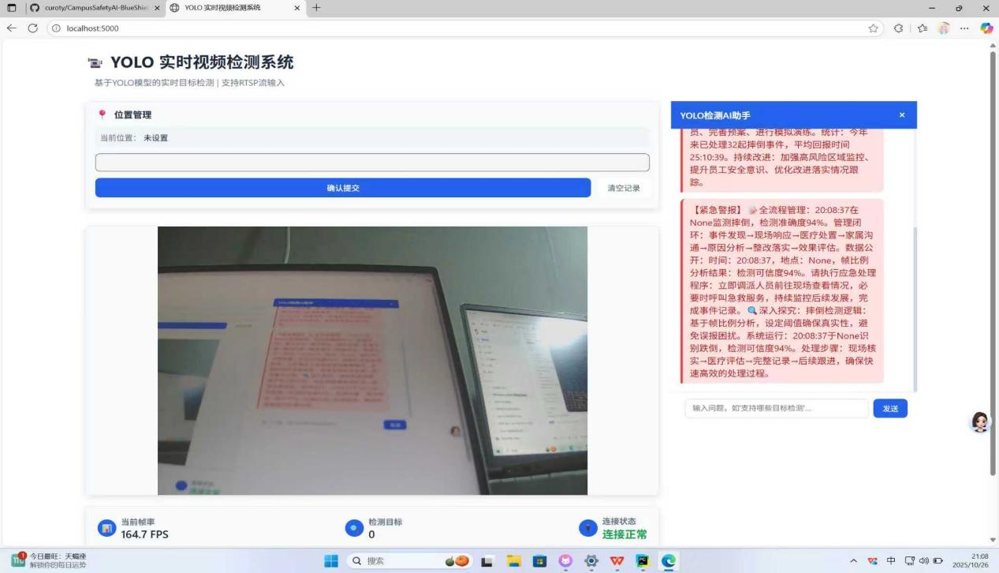 curoty/CampusSafetyAI-BlueShie
YOLO 实时视频检测系统
localhost:5000
YOLO 实时视频检测系统
基于YOLO模型的实时目标检测 | 支持RTSP流输入
位置管理
当前位置： 未设置
确认提交
清空记录
YOLO检测AI助手
员、完善预案、进行模拟演练。统计：今年
来已处理32起摔倒事件，平均回报时间
25:10:39。持续改进：加强高风险区域监控、
提升员工安全意识、优化改进落实情况跟
踪。
【紧急警报】 📝全流程管理：20:08:37在
None监测摔倒，检测准确度94%。管理闭
环：事件发现→现场响应→医疗处置→家属沟
通→原因分析→整改落实→效果评估。数据公
开：时间：20:08:37，地点：None，帧比例
分析结果：检测可信度94%。请执行应急处理
程序：立即调派人员前往现场查看情况，必
要时呼叫急救服务，持续监控后续发展，完
成事件记录。🔍深入探究：摔倒检测逻辑：
基于帧比例分析，设定阈值确保真实性，避
免误报困扰。系统运行：20:08:37于None识
别跌倒，检测可信度94%。处理步骤：现场核
实→医疗评估→完整记录→后续跟进，确保快
速高效的处理过程。
输入问题，如'支持哪些目标检测'...
发送
当前帧率
164.7 FPS
检测目标
0
连接状态
连接正常
今日最旺：天蝎座
解锁你的每日运势
搜索
中
21:08
2025/10/26